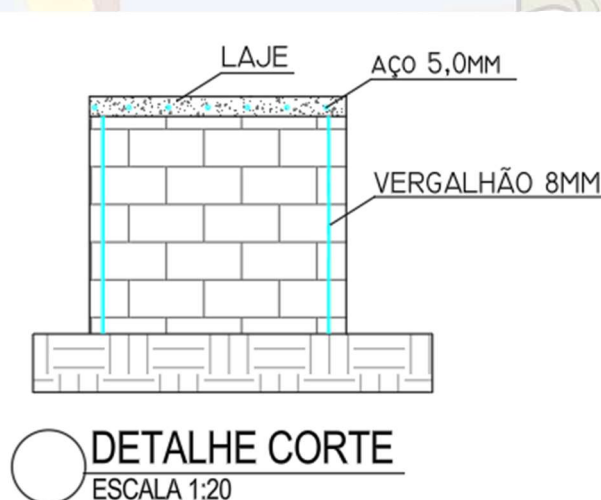 LAJE
AÇO 5,0MM
VERGALHÃO 8MM
DETALHE CORTE
ESCALA 1:20